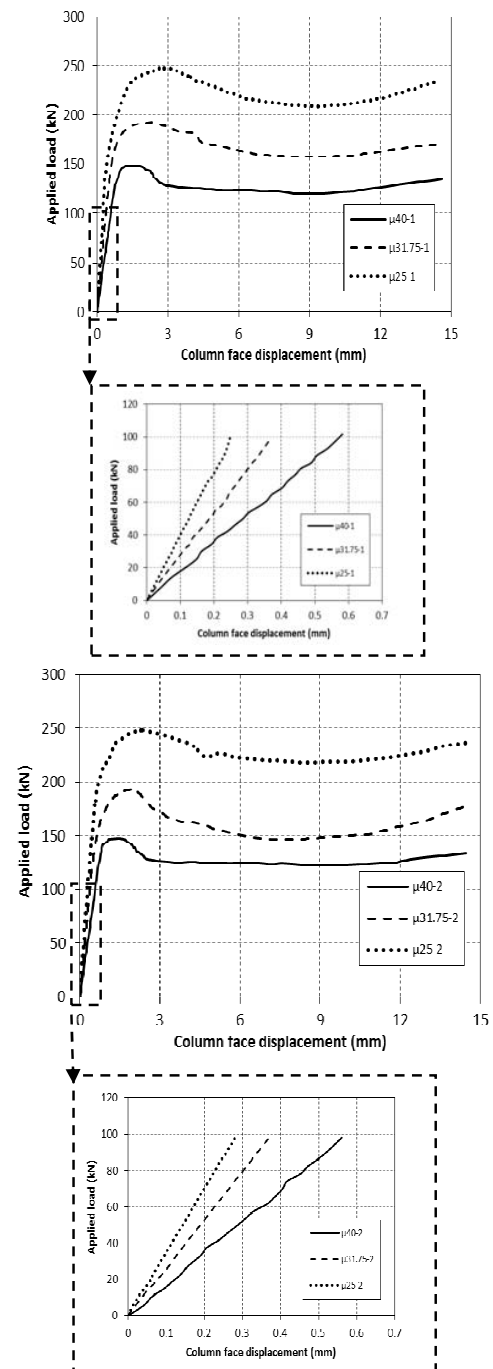 300
250
200
150
100
50
0
Applied load (kN)
0 3 6 9 12 15
Column face displacement (mm)
μ40-1
μ31.75-1
μ25 1
120
100
80
60
40
20
0
Applied load (kN)
0 0.1 0.2 0.3 0.4 0.5 0.6 0.7
Column face displacement (mm)
μ40-1
μ31.75-1
μ25-1
300
250
200
150
100
50
0
Applied load (kN)
0 3 6 9 12 15
Column face displacement (mm)
μ40-2
μ31.75-2
μ25 2
120
100
80
60
40
20
0
Applied load (kN)
0 0.1 0.2 0.3 0.4 0.5 0.6 0.7
Column face displacement (mm)
μ40-2
μ31.75-2
μ25 2